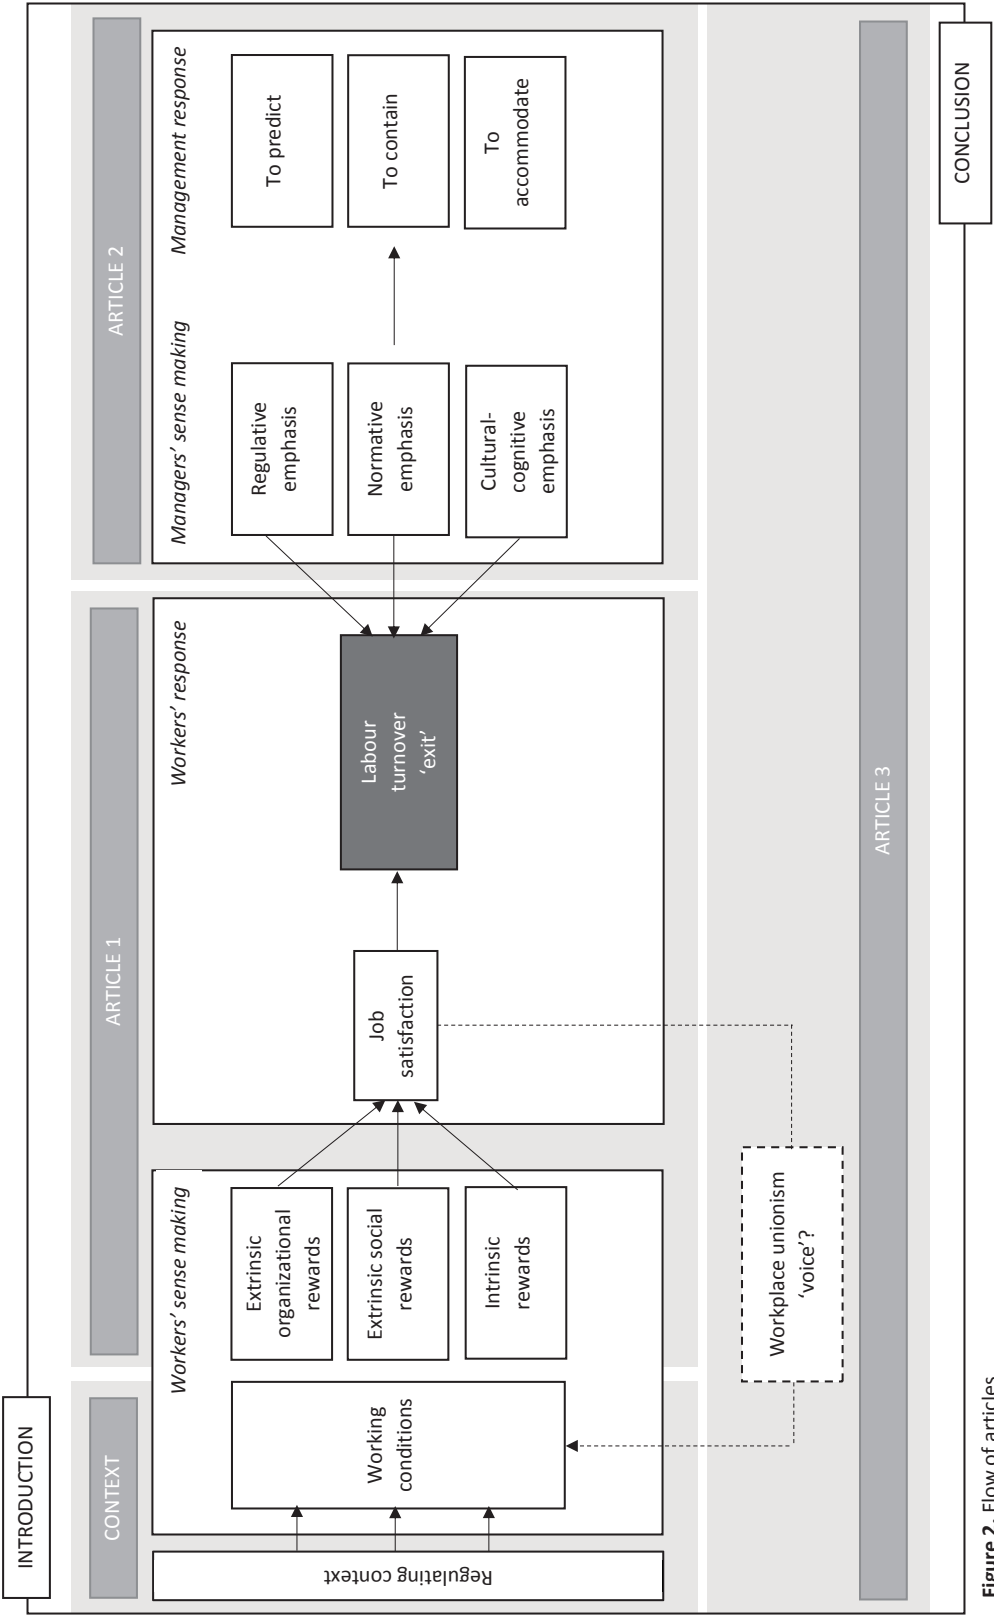 INTRODUCTION
CONTEXT
ARTICLE 1
ARTICLE 2
Regulating context
Workers’ sense making
Working
conditions
Extrinsic
organizational
rewards
Extrinsic social
rewards
Intrinsic
rewards
Workers’ response
Job
satisfaction
Labour
turnover
‘exit’
Managers’ sense making
Regulative
emphasis
Normative
emphasis
Cultural-
cognitive
emphasis
Management response
To predict
To contain
To
accommodate
Workplace unionism
‘voice’?
ARTICLE 3
CONCLUSION
Figure 2. Flow of articles